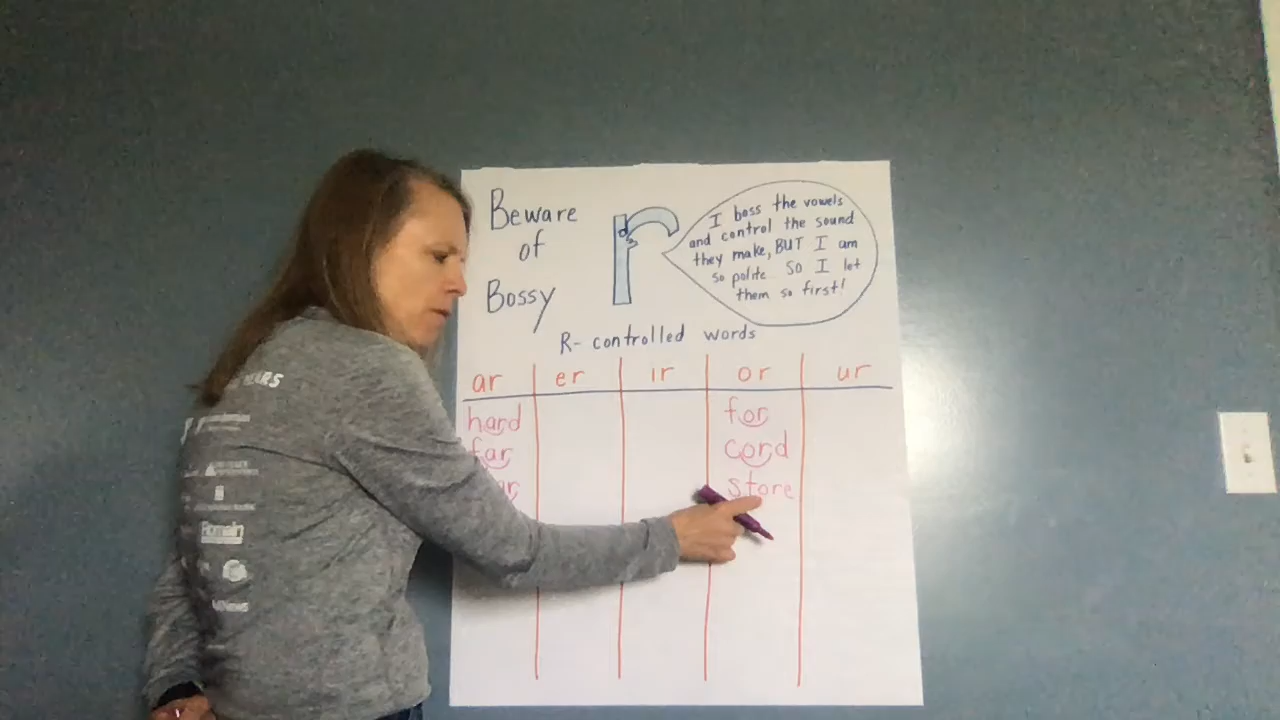 Beware
of
Bossy
r
I boss the vowels
and control the sound
they make, BUT I am
so polite. So I let
them go first!
R-controlled words
ar er ir or ur
hard for
far cord
store